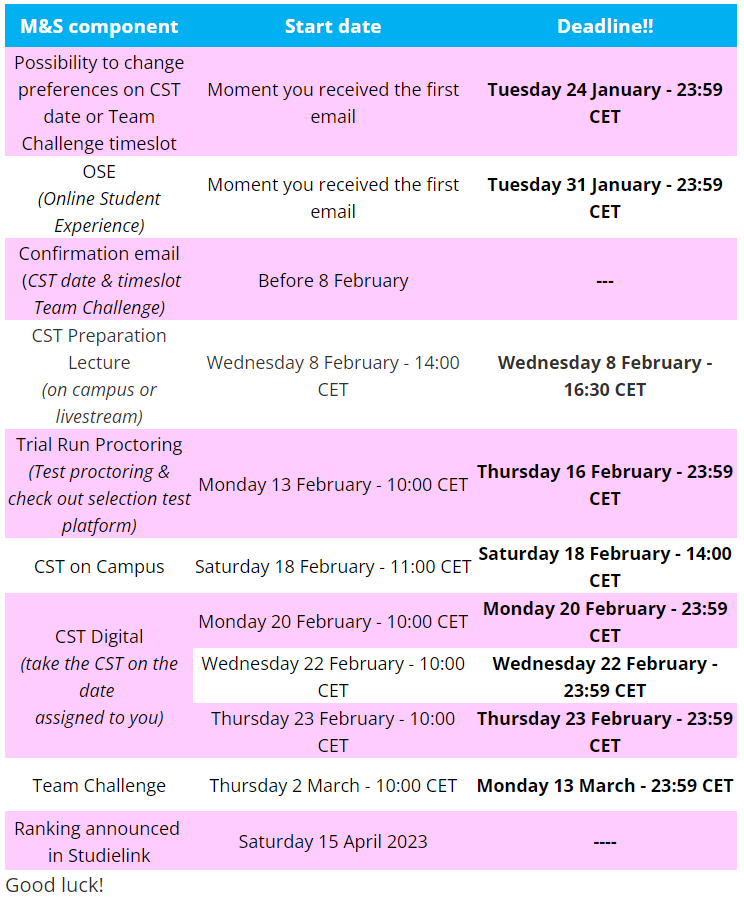 M&S component Start date Deadline!!
Possibility to change
preferences on CST
date or Team
Challenge timeslot
Moment you received the first
email
Tuesday 24 January - 23:59
CET
OSE
(Online Student
Experience)
Moment you received the first
email
Tuesday 31 January - 23:59
CET
Confirmation email
(CST date & timeslot
Team Challenge)
Before 8 February
---
CST Preparation
Lecture
(on campus or
livestream)
Wednesday 8 February - 14:00
CET
Wednesday 8 February -
16:30 CET
Trial Run Proctoring
(Test proctoring &
check out selection test
platform)
Monday 13 February - 10:00 CET
Thursday 16 February - 23:59
CET
CST on Campus
Saturday 18 February - 11:00 CET
Saturday 18 February - 14:00
CET
CST Digital
(take the CST on the
date
assigned to you)
Monday 20 February - 10:00 CET
Monday 20 February - 23:59
CET
Wednesday 22 February - 10:00
CET
Wednesday 22 February -
23:59 CET
Thursday 23 February - 10:00
CET
Thursday 23 February - 23:59
CET
Team Challenge
Thursday 2 March - 10:00 CET
Monday 13 March - 23:59 CET
Ranking announced
in Studielink
Saturday 15 April 2023
----
Good luck!